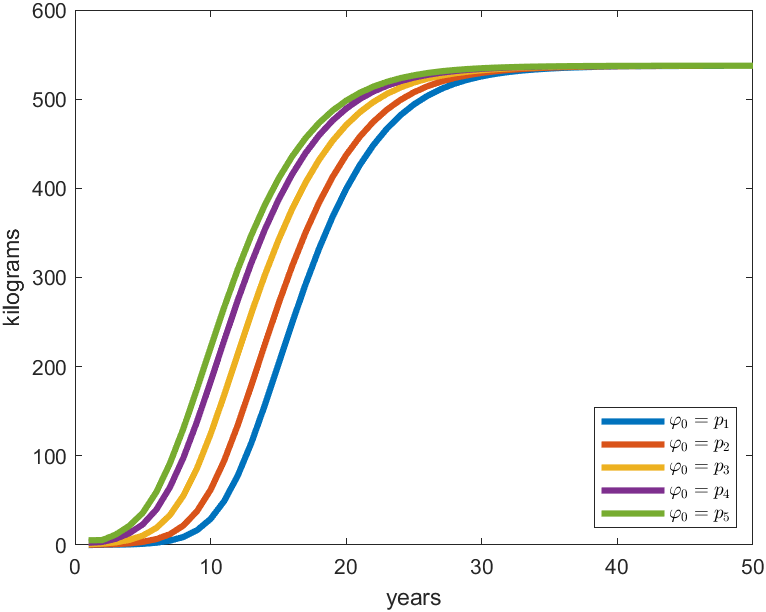 600
500
400
300
200
100
0
kilograms
0 10 20 30 40 50
years
φ₀ = p₁
φ₀ = p₂
φ₀ = p₃
φ₀ = p₄
φ₀ = p₅